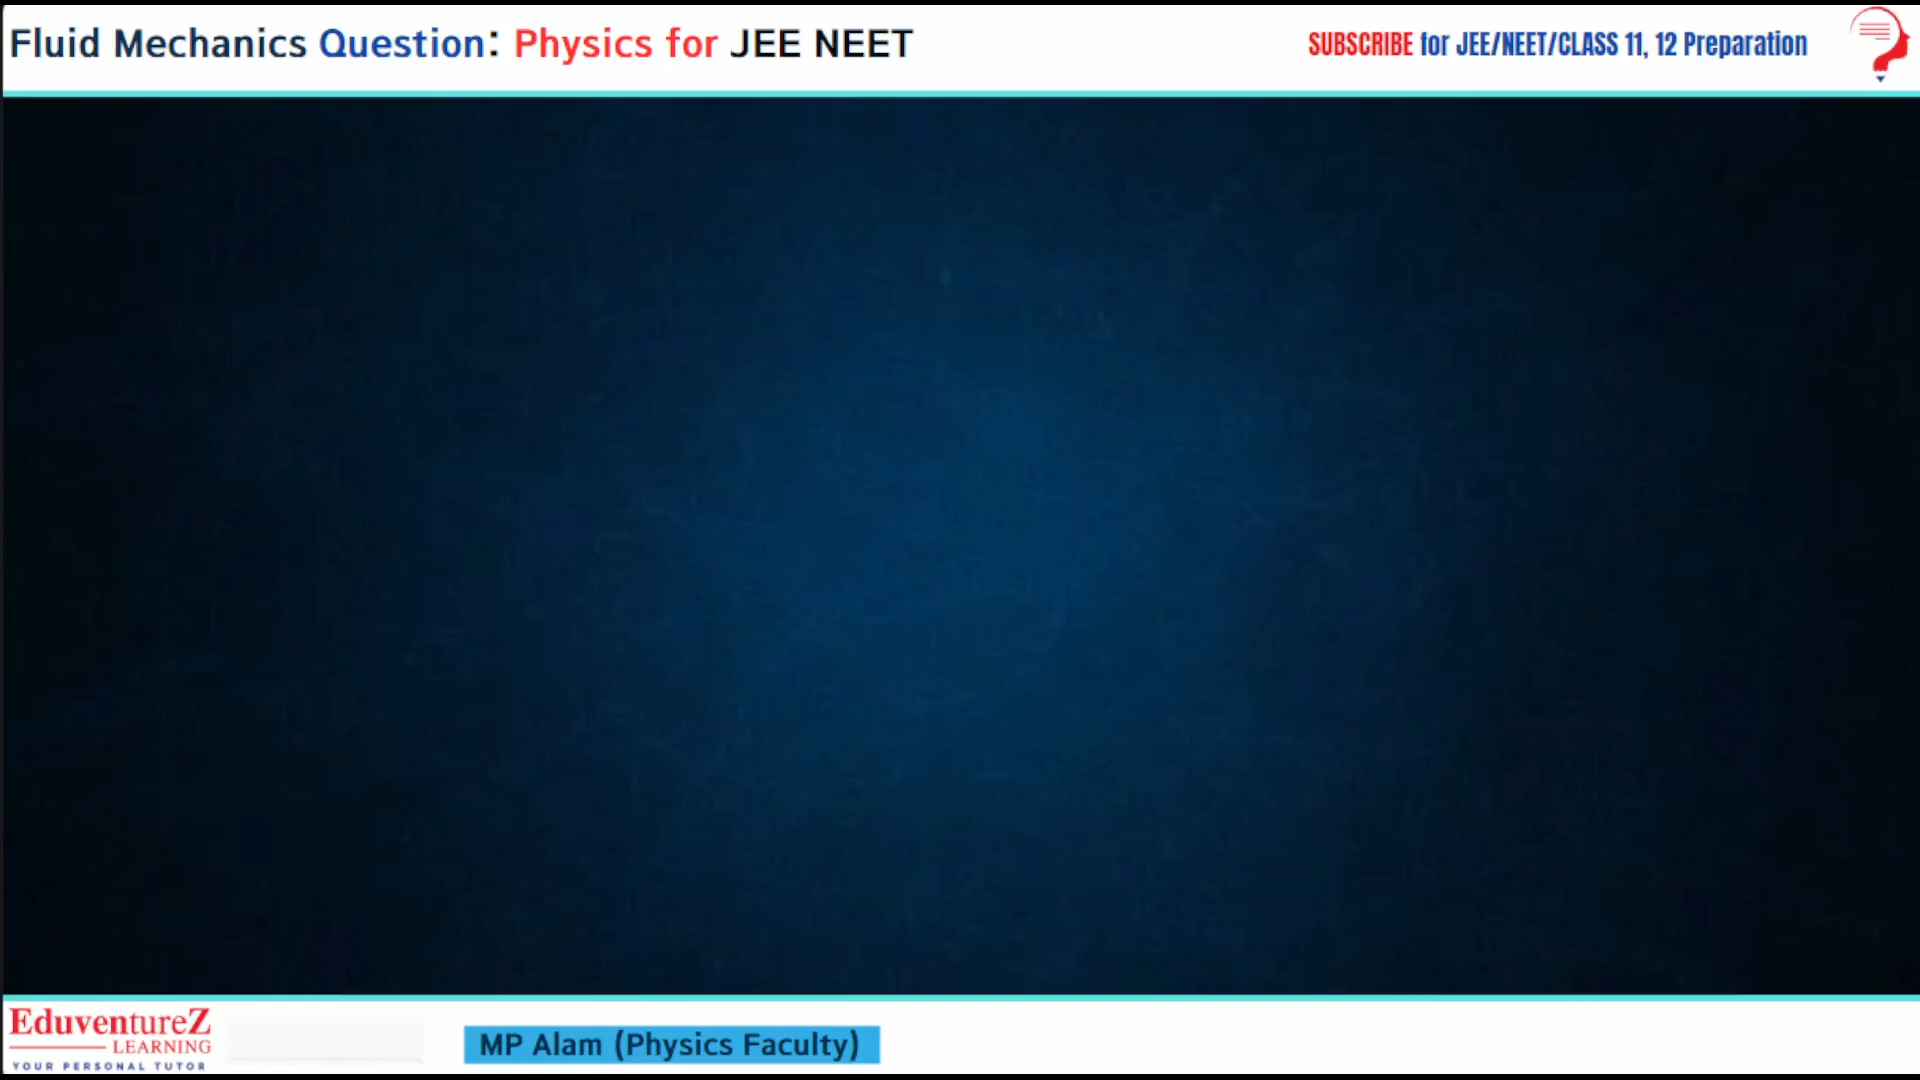 Fluid Mechanics Question: Physics for JEE NEET
SUBSCRIBE for JEE/NEET/CLASS 11, 12 Preparation
EduventureZ
LEARNING
YOUR PERSONAL TUTOR
MP Alam (Physics Faculty)